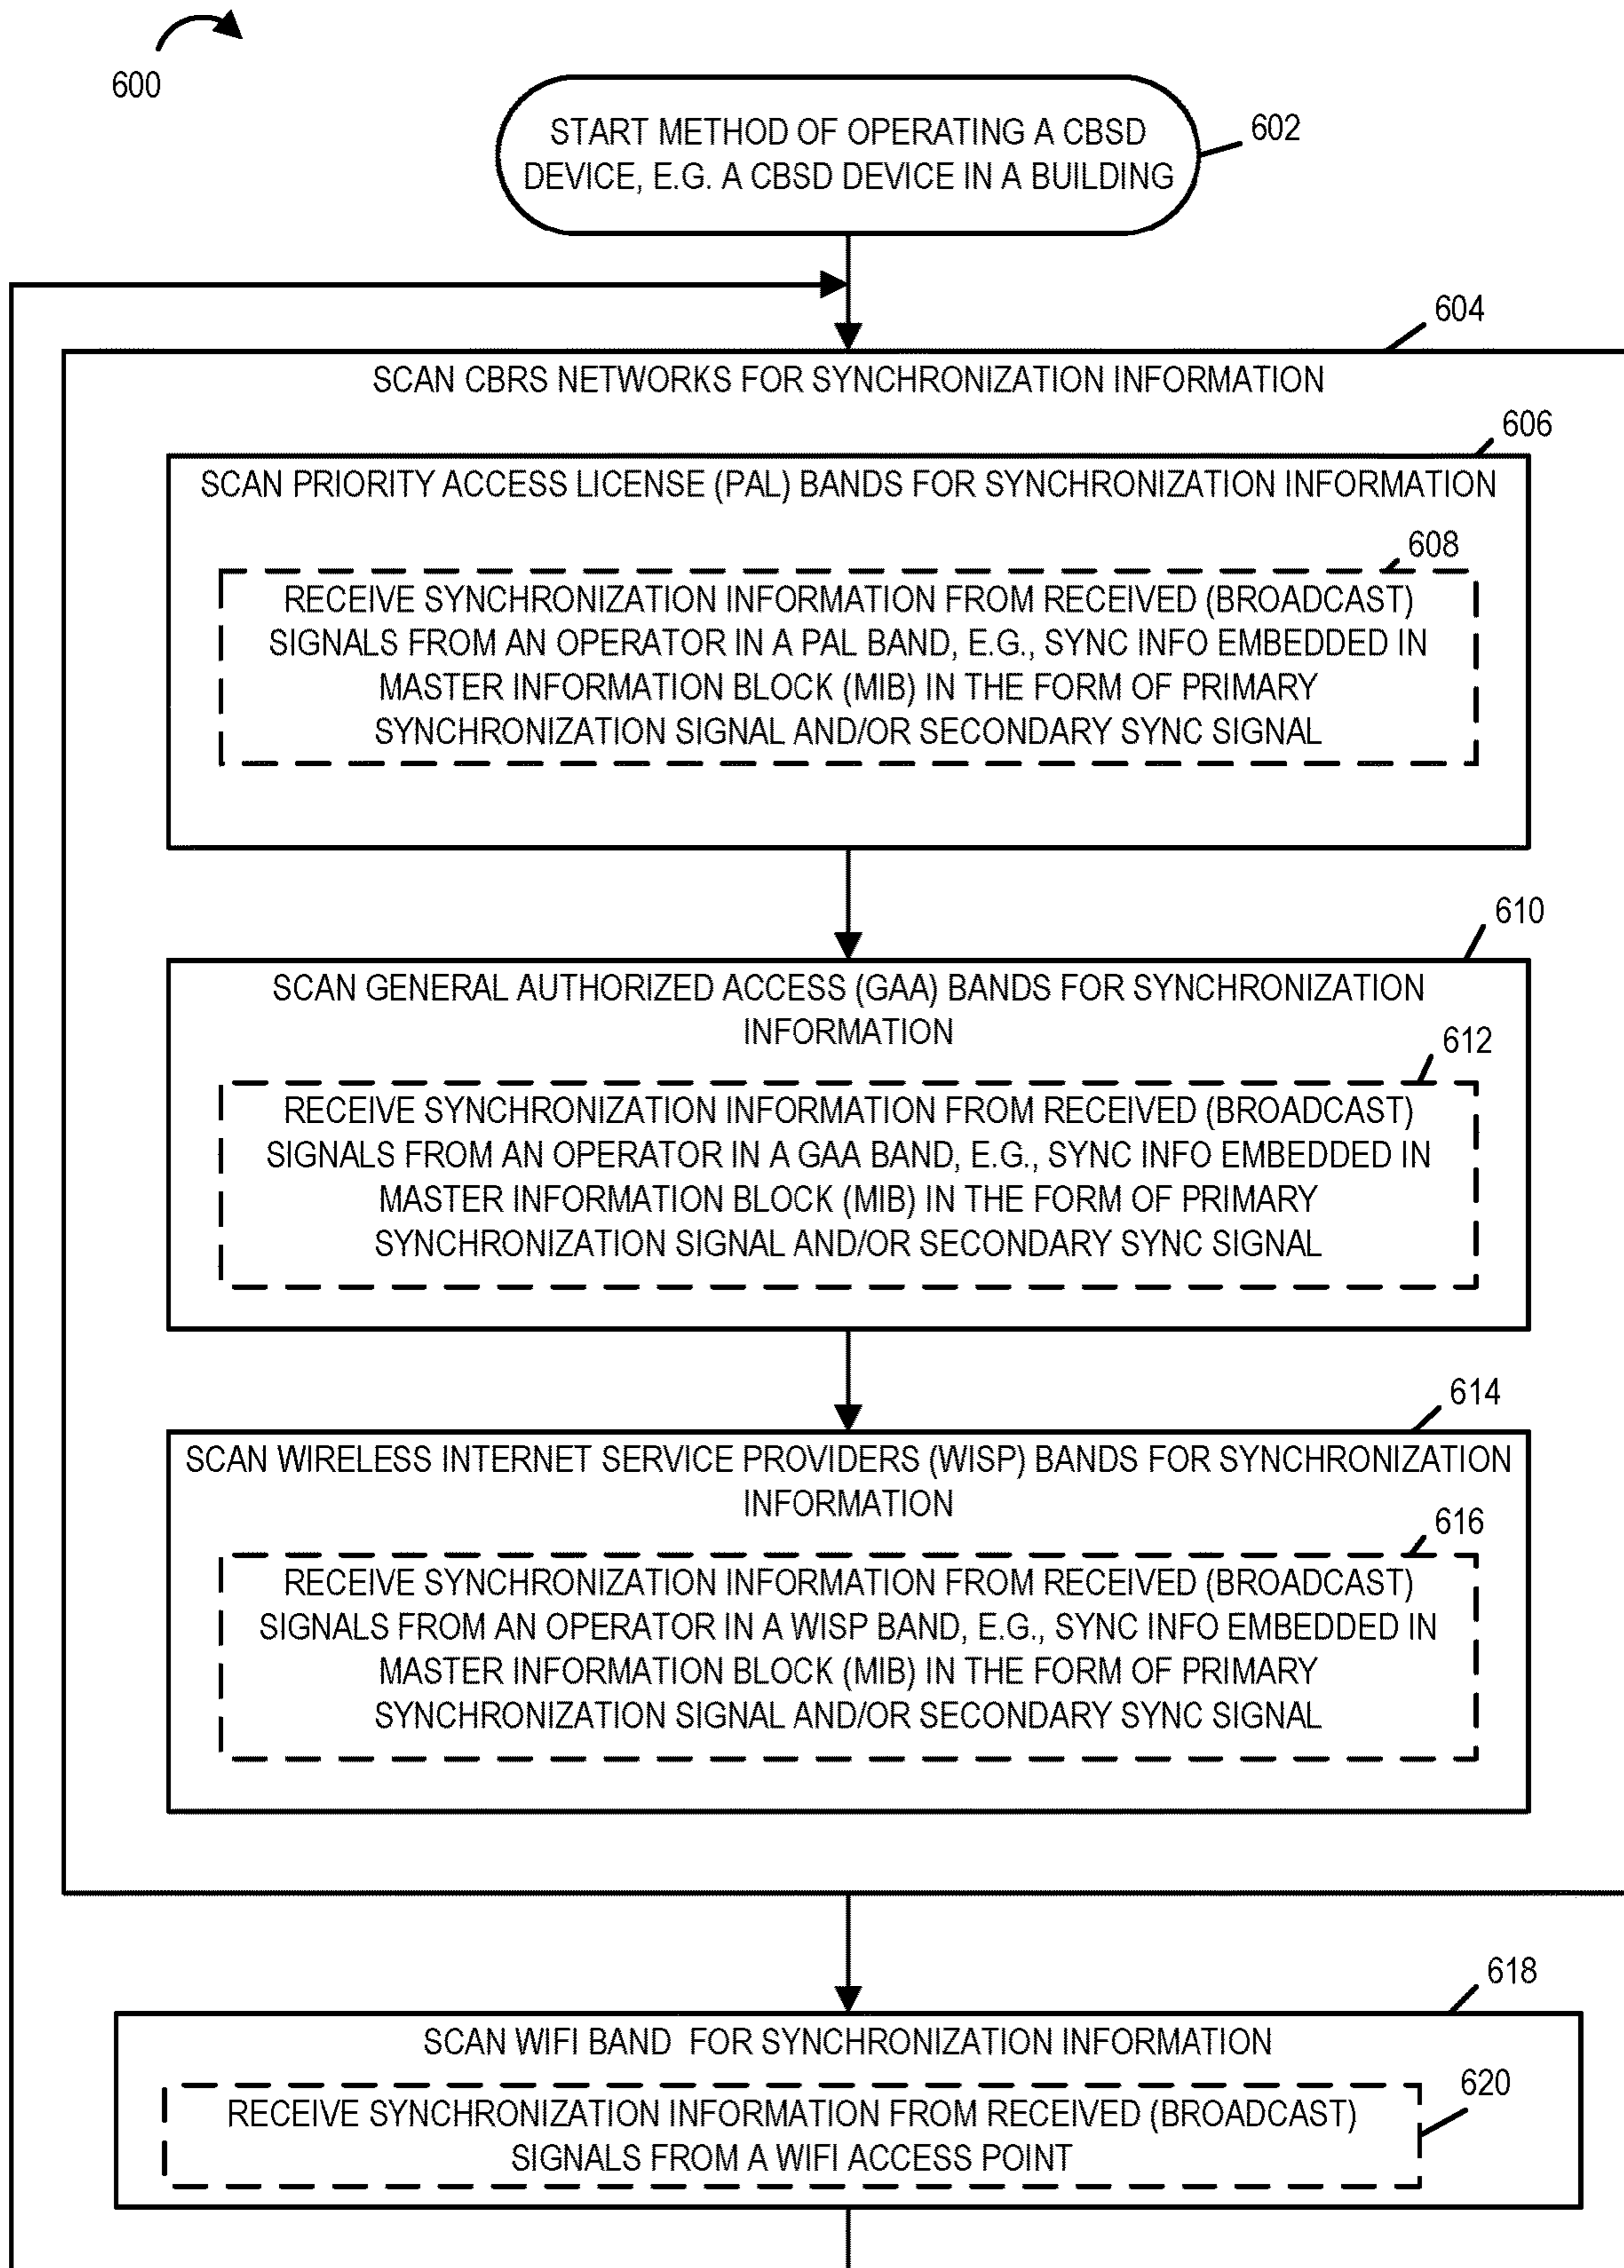 600
START METHOD OF OPERATING A CBSD
DEVICE, E.G. A CBSD DEVICE IN A BUILDING
602
604
SCAN CBRS NETWORKS FOR SYNCHRONIZATION INFORMATION
606
SCAN PRIORITY ACCESS LICENSE (PAL) BANDS FOR SYNCHRONIZATION INFORMATION
608
RECEIVE SYNCHRONIZATION INFORMATION FROM RECEIVED (BROADCAST)
SIGNALS FROM AN OPERATOR IN A PAL BAND, E.G., SYNC INFO EMBEDDED IN
MASTER INFORMATION BLOCK (MIB) IN THE FORM OF PRIMARY
SYNCHRONIZATION SIGNAL AND/OR SECONDARY SYNC SIGNAL
610
SCAN GENERAL AUTHORIZED ACCESS (GAA) BANDS FOR SYNCHRONIZATION
INFORMATION
612
RECEIVE SYNCHRONIZATION INFORMATION FROM RECEIVED (BROADCAST)
SIGNALS FROM AN OPERATOR IN A GAA BAND, E.G., SYNC INFO EMBEDDED IN
MASTER INFORMATION BLOCK (MIB) IN THE FORM OF PRIMARY
SYNCHRONIZATION SIGNAL AND/OR SECONDARY SYNC SIGNAL
614
SCAN WIRELESS INTERNET SERVICE PROVIDERS (WISP) BANDS FOR SYNCHRONIZATION
INFORMATION
616
RECEIVE SYNCHRONIZATION INFORMATION FROM RECEIVED (BROADCAST)
SIGNALS FROM AN OPERATOR IN A WISP BAND, E.G., SYNC INFO EMBEDDED IN
MASTER INFORMATION BLOCK (MIB) IN THE FORM OF PRIMARY
SYNCHRONIZATION SIGNAL AND/OR SECONDARY SYNC SIGNAL
618
SCAN WIFI BAND  FOR SYNCHRONIZATION INFORMATION
620
RECEIVE SYNCHRONIZATION INFORMATION FROM RECEIVED (BROADCAST)
SIGNALS FROM A WIFI ACCESS POINT